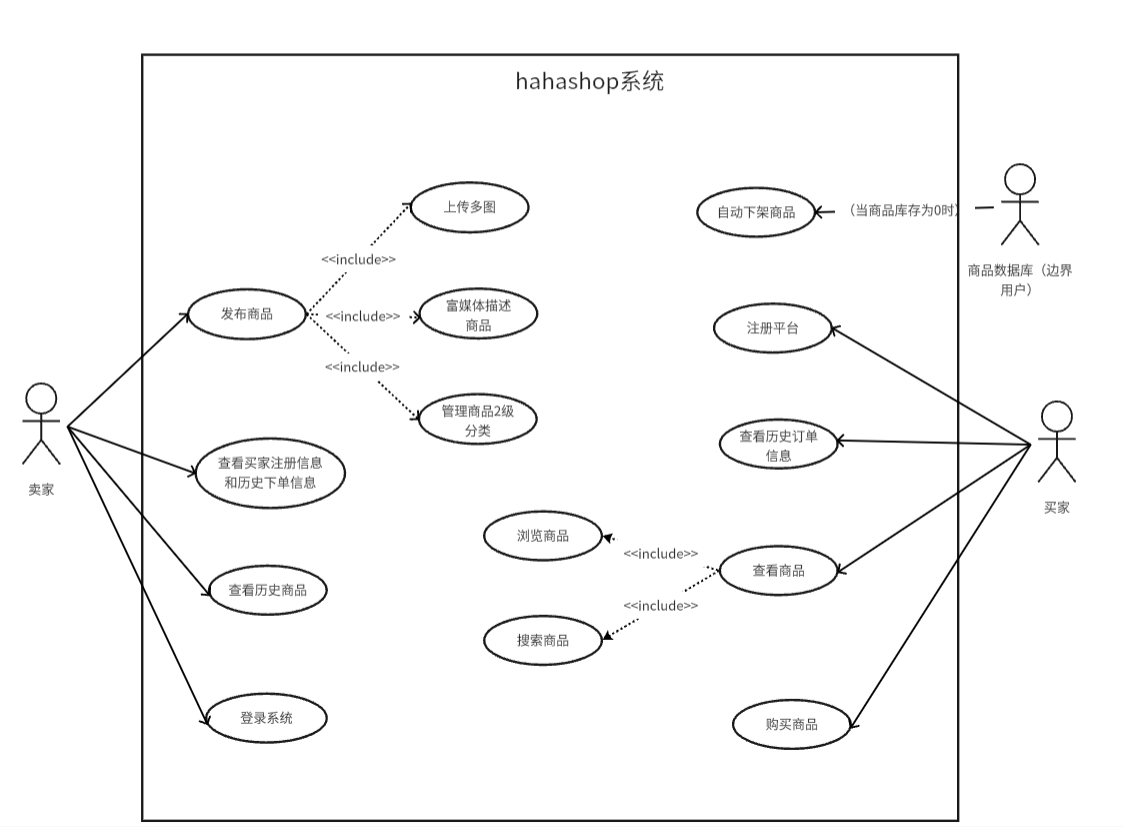 hahashop系统
上传多图
自动下架商品
（当商品库存为0时）
商品数据库（边界
用户）
<<include>>
发布商品
<<include>>
富媒体描述
商品
注册平台
<<include>>
管理商品2级
分类
查看历史订单
信息
卖家
查看买家注册信息
和历史下单信息
买家
浏览商品
<<include>>
查看商品
查看历史商品
<<include>>
搜索商品
登录系统
购买商品